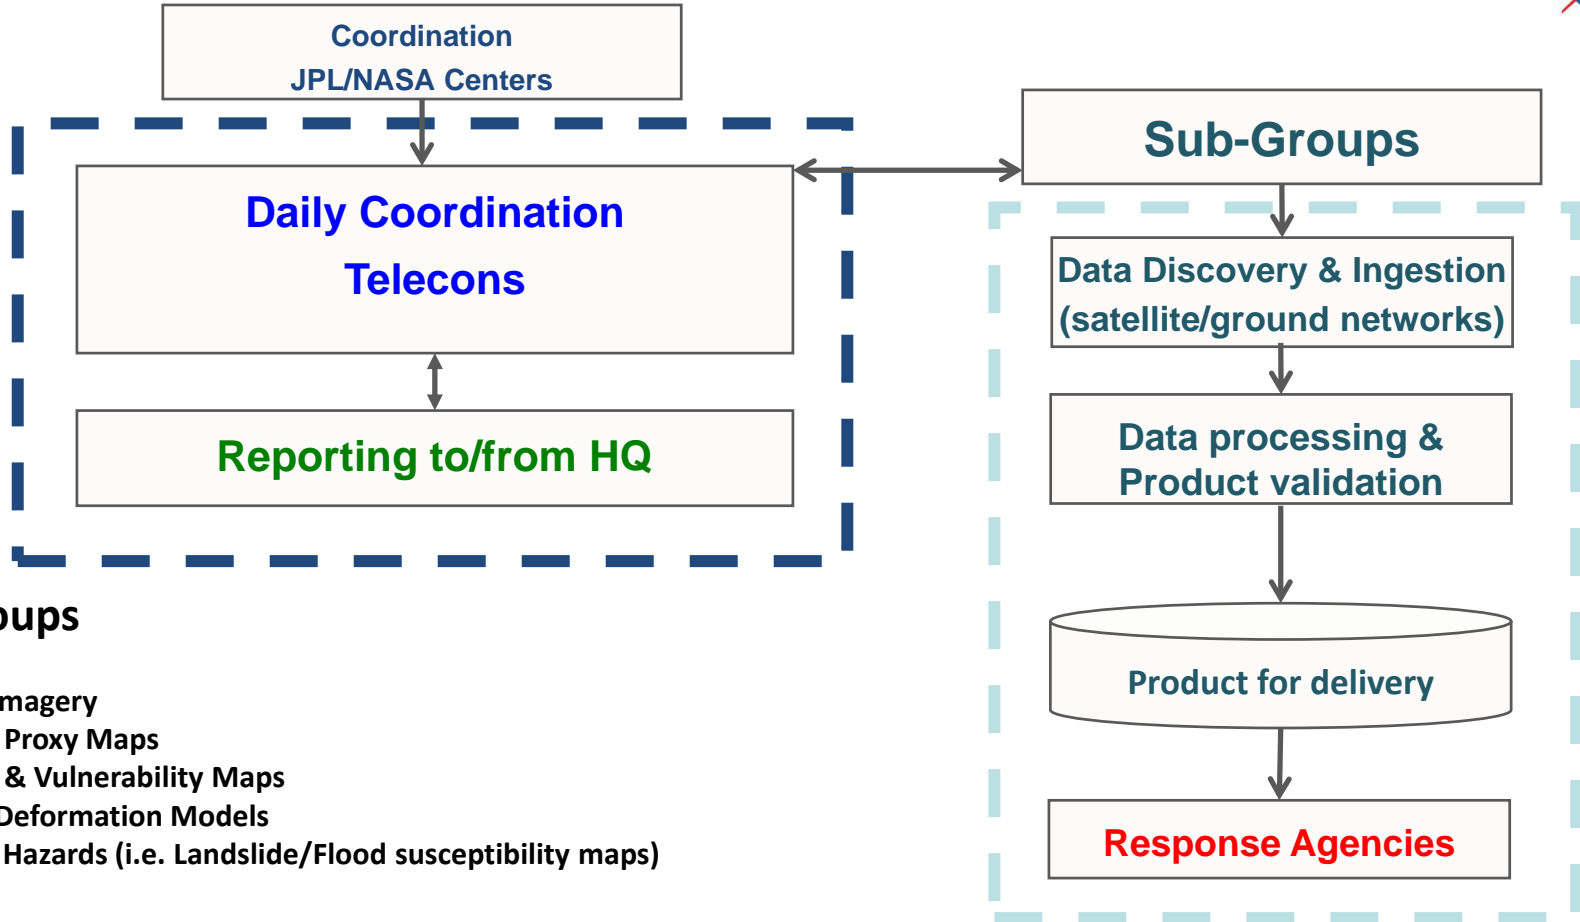 Coordination
JPL/NASA Centers
Daily Coordination
Telecons
Reporting to/from HQ
Sub-Groups
Data Discovery & Ingestion
(satellite/ground networks)
Data processing &
Product validation
Product for delivery
Response Agencies
Proxy Maps
& Vulnerability Maps
Deformation Models
Hazards (i.e. Landslide/Flood susceptibility maps)